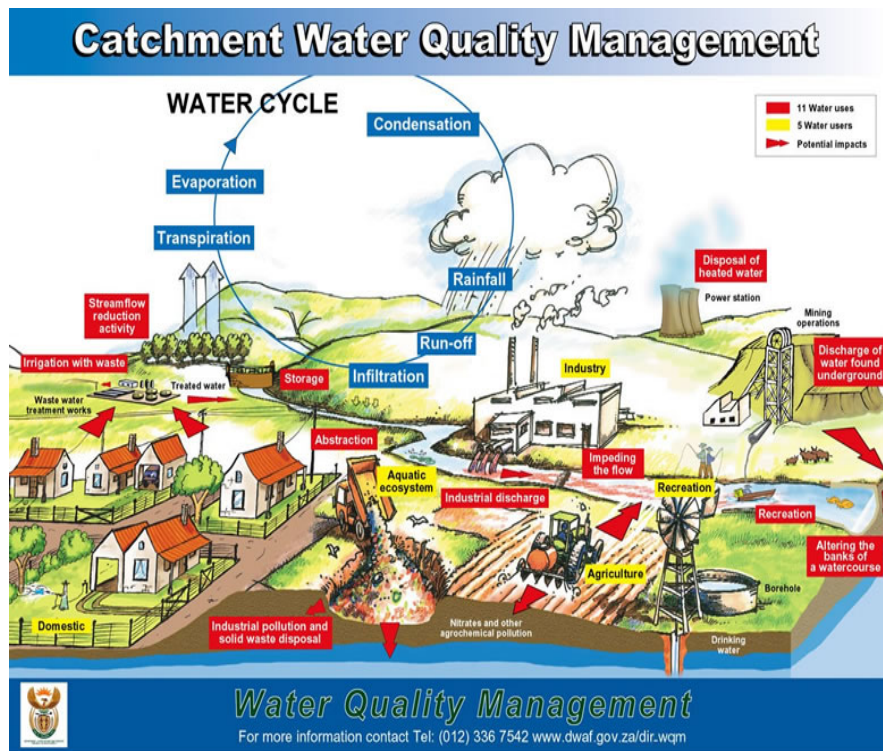 Catchment Water Quality Management
WATER CYCLE
11 Water uses
5 Water users
Potential impacts
Condensation
Evaporation
Transpiration
Rainfall
Run-off
Infiltration
Disposal of
heated water
Power station
Mining
operations
Discharge of
water found
underground
Streamflow
reduction
activity
Irrigation with waste
Waste water
treatment works
Treated water
Storage
Industry
Abstraction
Aquatic
ecosystem
Impeding
the flow
Industrial discharge
Recreation
Recreation
Altering the
banks of
a watercourse
Agriculture
Borehole
Domestic
Industrial pollution and
solid waste disposal
Nitrates and other
agrochemical pollution
Drinking
water
Water Quality Management
For more information contact Tel: (012) 336 7542 www.dwaf.gov.za/dir_wqm